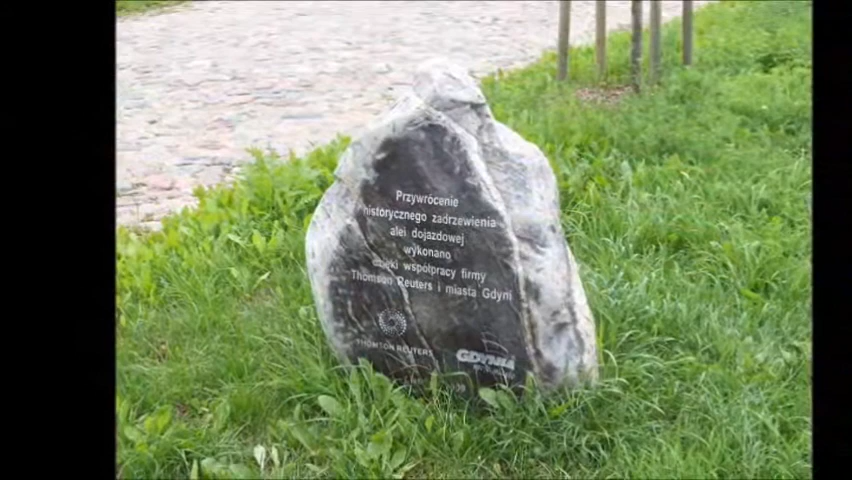 Przywrócenie
historycznego zadrzewienia
alei dojazdowej
wykonano
dzięki współpracy firmy
Thomson Reuters i miasta Gdyni
THOMSON REUTERS
GDYNIA